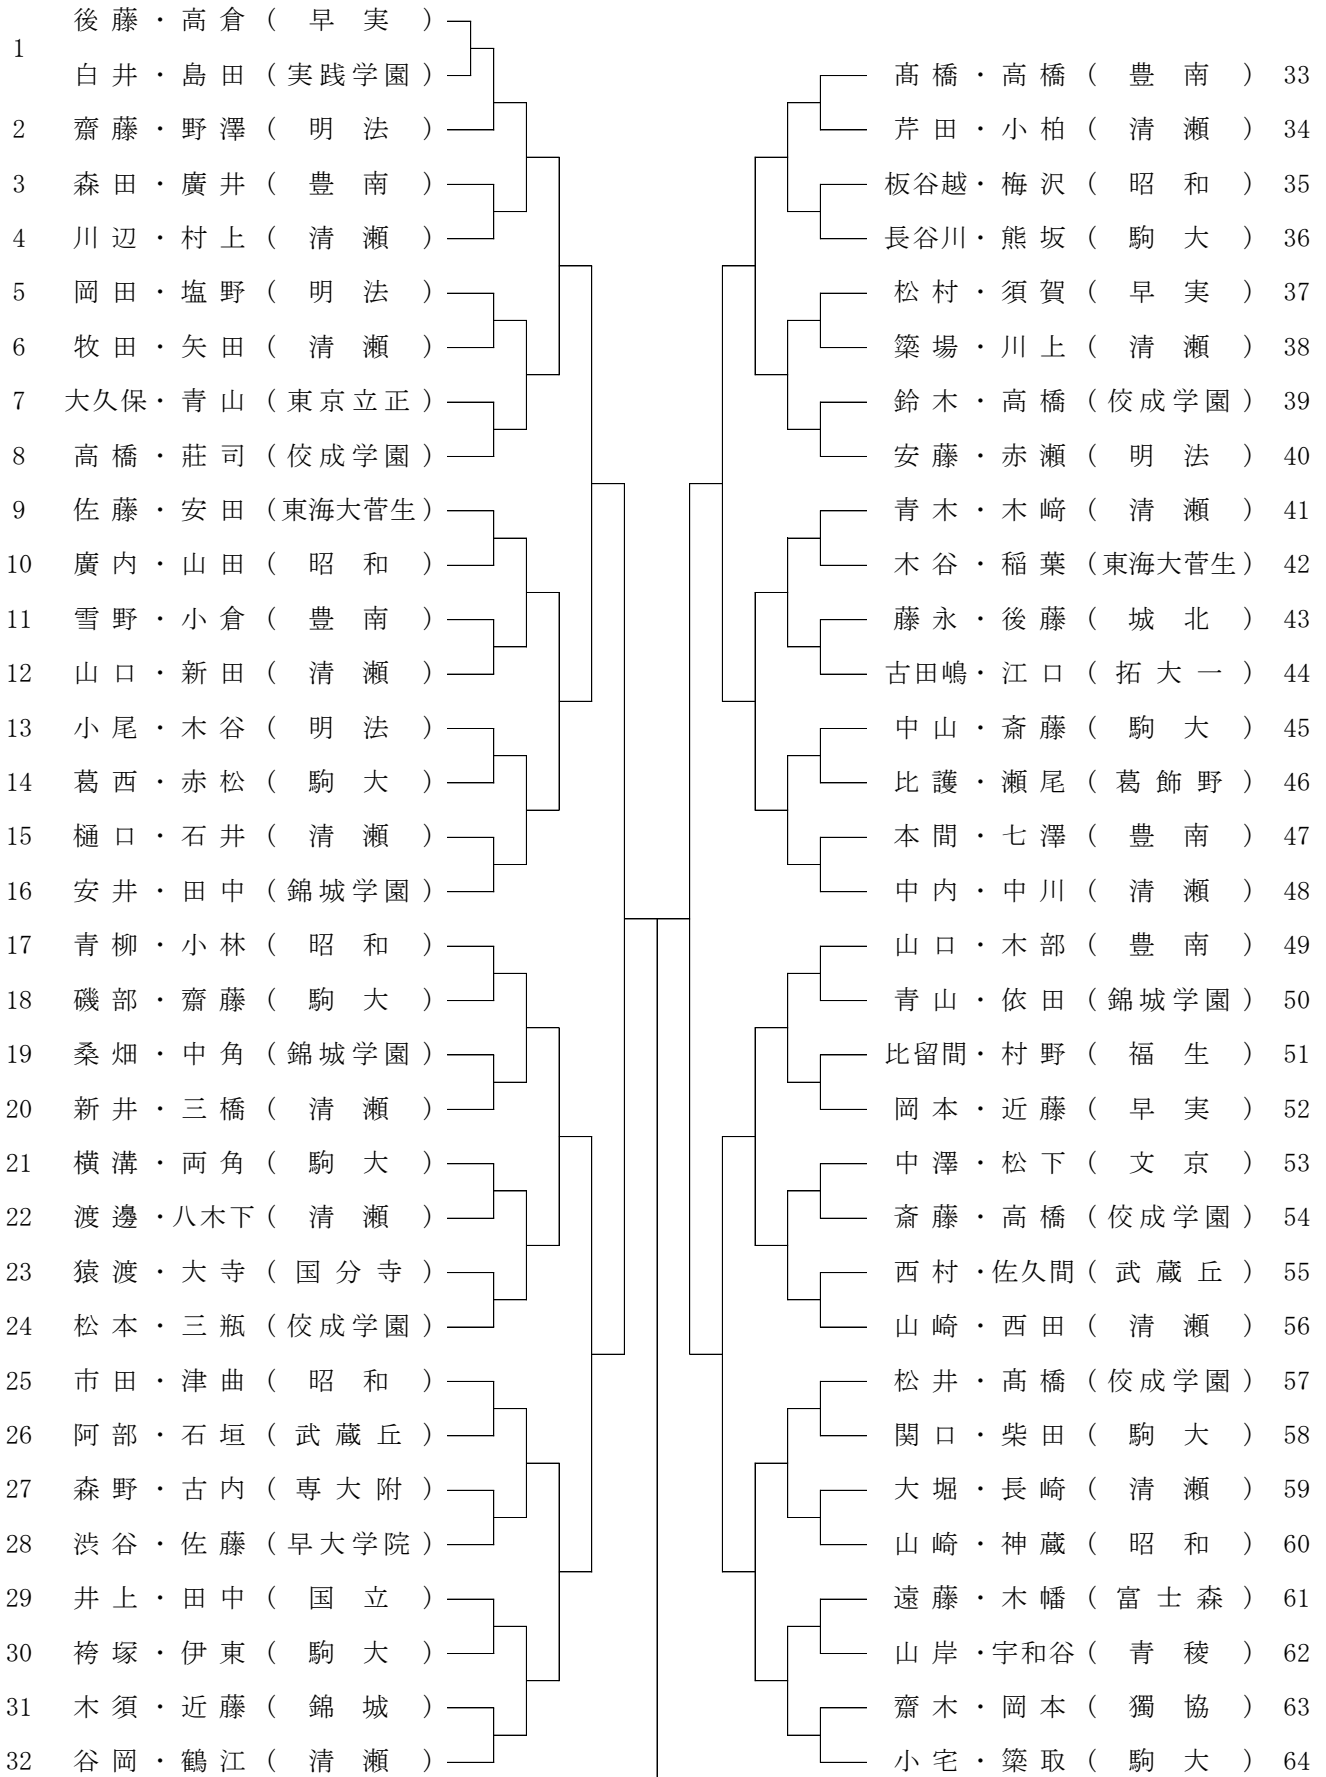 後藤・高倉(早実)
1
白井・島田(実践学園)
2 齋藤・野澤(明法)
3 森田・廣井(豊南)
4 川辺・村上(清瀬)
5 岡田・塩野(明法)
6 牧田・矢田(清瀬)
7 大久保・青山(東京立正)
8 高橋・莊司(佼成学園)
9 佐藤・安田(東海大菅生)
10 廣内・山田(昭和)
11 雪野・小倉(豊南)
12 山口・新田(清瀬)
13 小尾・木谷(明法)
14 葛西・赤松(駒大)
15 樋口・石井(清瀬)
16 安井・田中(錦城学園)
17 青柳・小林(昭和)
18 磯部・齋藤(駒大)
19 桑畑・中角(錦城学園)
20 新井・三橋(清瀬)
21 横溝・両角(駒大)
22 渡邊・八木下(清瀬)
23 猿渡・大寺(国分寺)
24 松本・三瓶(佼成学園)
25 市田・津曲(昭和)
26 阿部・石垣(武蔵丘)
27 森野・古内(専大附)
28 渋谷・佐藤(早大学院)
29 井上・田中(国立)
30 袴塚・伊東(駒大)
31 木須・近藤(錦城)
32 谷岡・鶴江(清瀬)
髙橋・高橋(豊南) 33
芹田・小柏(清瀬) 34
板谷越・梅沢(昭和) 35
長谷川・熊坂(駒大) 36
松村・須賀(早実) 37
簗場・川上(清瀬) 38
鈴木・高橋(佼成学園) 39
安藤・赤瀬(明法) 40
青木・木﨑(清瀬) 41
木谷・稲葉(東海大菅生) 42
藤永・後藤(城北) 43
古田嶋・江口(拓大一) 44
中山・斎藤(駒大) 45
比護・瀬尾(葛飾野) 46
本間・七澤(豊南) 47
中内・中川(清瀬) 48
山口・木部(豊南) 49
青山・依田(錦城学園) 50
比留間・村野(福生) 51
岡本・近藤(早実) 52
中澤・松下(文京) 53
斎藤・高橋(佼成学園) 54
西村・佐久間(武蔵丘) 55
山崎・西田(清瀬) 56
松井・髙橋(佼成学園) 57
関口・柴田(駒大) 58
大堀・長崎(清瀬) 59
山崎・神蔵(昭和) 60
遠藤・木幡(富士森) 61
山岸・宇和谷(青稜) 62
齋木・岡本(獨協) 63
小宅・簗取(駒大) 64